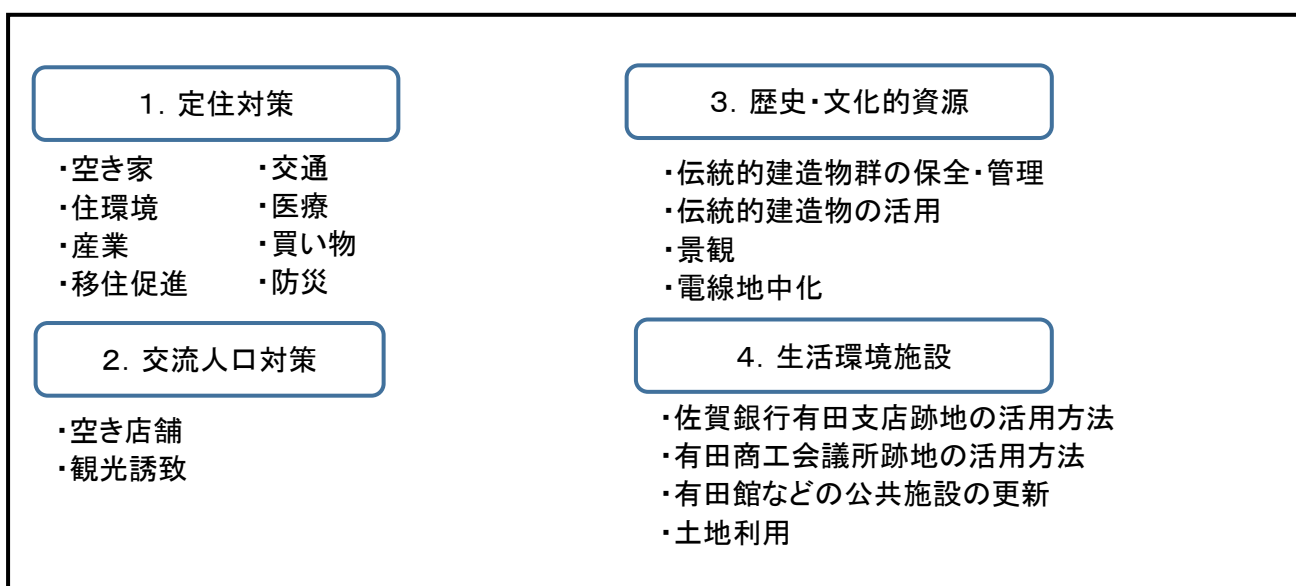 １．定住対策
・空き家
・住環境
・産業
・移住促進
・交通
・医療
・買い物
・防災
２．交流人口対策
・空き店舗
・観光誘致
３．歴史・文化的資源
・伝統的建造物群の保全・管理
・伝統的建造物の活用
・景観
・電線地中化
４．生活環境施設
・佐賀銀行有田支店跡地の活用方法
・有田商工会議所跡地の活用方法
・有田館などの公共施設の更新
・土地利用